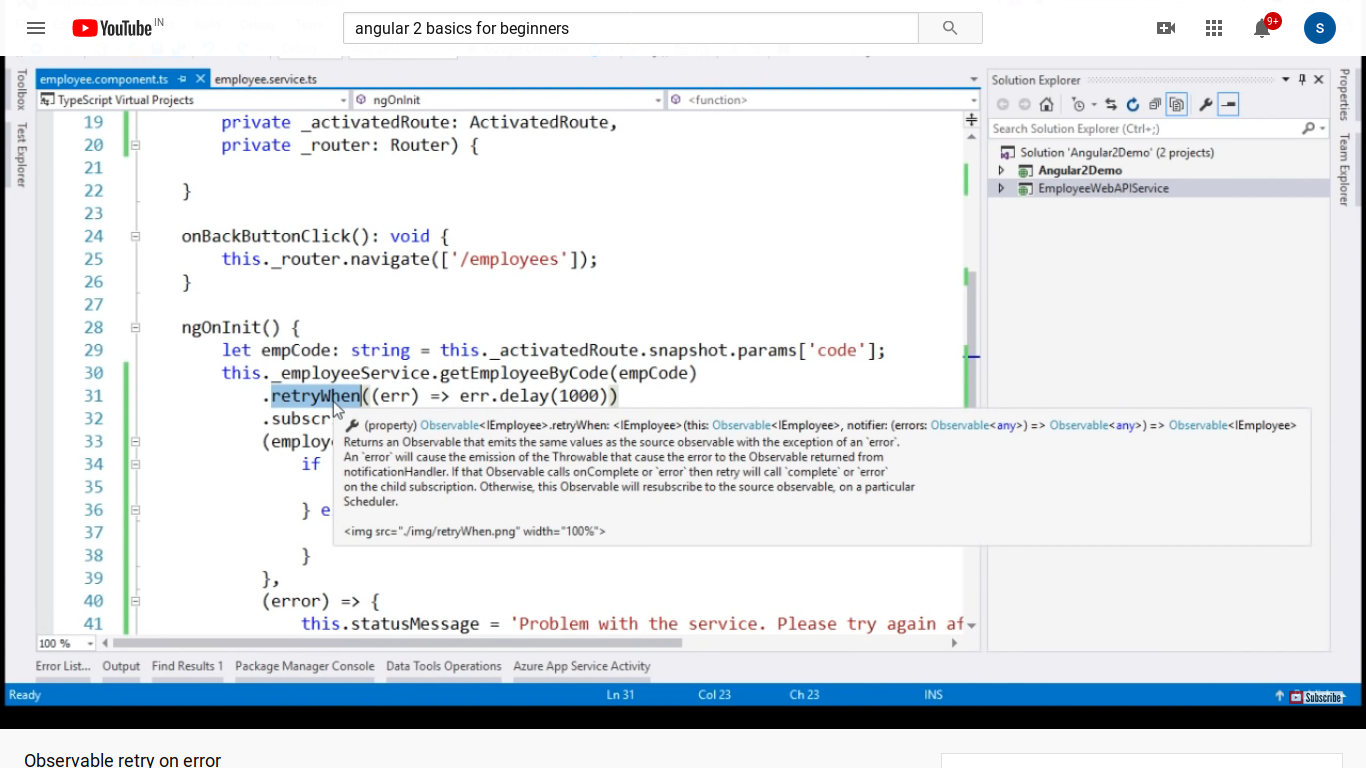 YouTube IN
angular 2 basics for beginners
9+
S
employee.component.ts
employee.service.ts
Solution Explorer
TypeScript Virtual Projects
ngOnInit
<function>
Search Solution Explorer (Ctrl+;)
Solution 'Angular2Demo' (2 projects)
Angular2Demo
EmployeeWebAPIService
Toolbox
Test Explorer
Properties
Team Explorer
19 private _activatedRoute: ActivatedRoute,
20 private _router: Router) {
21
22 }
23
24 onBackButtonClick(): void {
25 this._router.navigate(['/employees']);
26 }
27
28 ngOnInit() {
29 let empCode: string = this._activatedRoute.snapshot.params['code'];
30 this._employeeService.getEmployeeByCode(empCode)
31 .retryWhen((err) => err.delay(1000))
32 .subscr
33 (employe
34 if
35
36 } e
37
38 }
39 },
40 (error) => {
41 this.statusMessage = 'Problem with the service. Please try again af
(property) Observable<IEmployee>.retryWhen: <IEmployee>(this: Observable<IEmployee>, notifier: (errors: Observable<any>) => Observable<any>) => Observable<IEmployee>
Returns an Observable that emits the same values as the source observable with the exception of an `error`.
An `error` will cause the emission of the Throwable that cause the error to the Observable returned from
notificationHandler. If that Observable calls onComplete or `error` then retry will call `complete` or `error`
on the child subscription. Otherwise, this Observable will resubscribe to the source observable, on a particular
Scheduler.
<img src="./img/retryWhen.png" width="100%">
100 %
Error List... Output Find Results 1 Package Manager Console Data Tools Operations Azure App Service Activity
Ready Ln 31 Col 23 Ch 23 INS
Subscribe
Observable retry on error